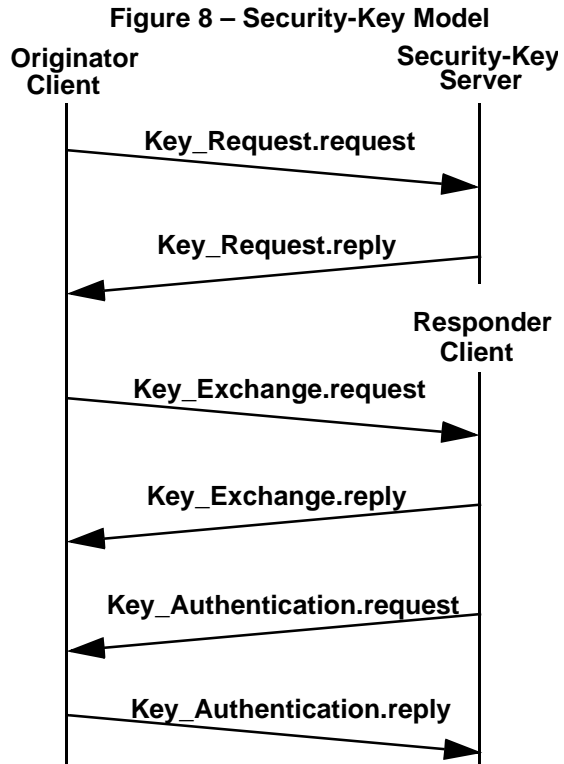 Figure 8 – Security-Key Model
Originator
Client
Security-Key
Server
Key_Request.request
Key_Request.reply
Responder
Client
Key_Exchange.request
Key_Exchange.reply
Key_Authentication.request
Key_Authentication.reply